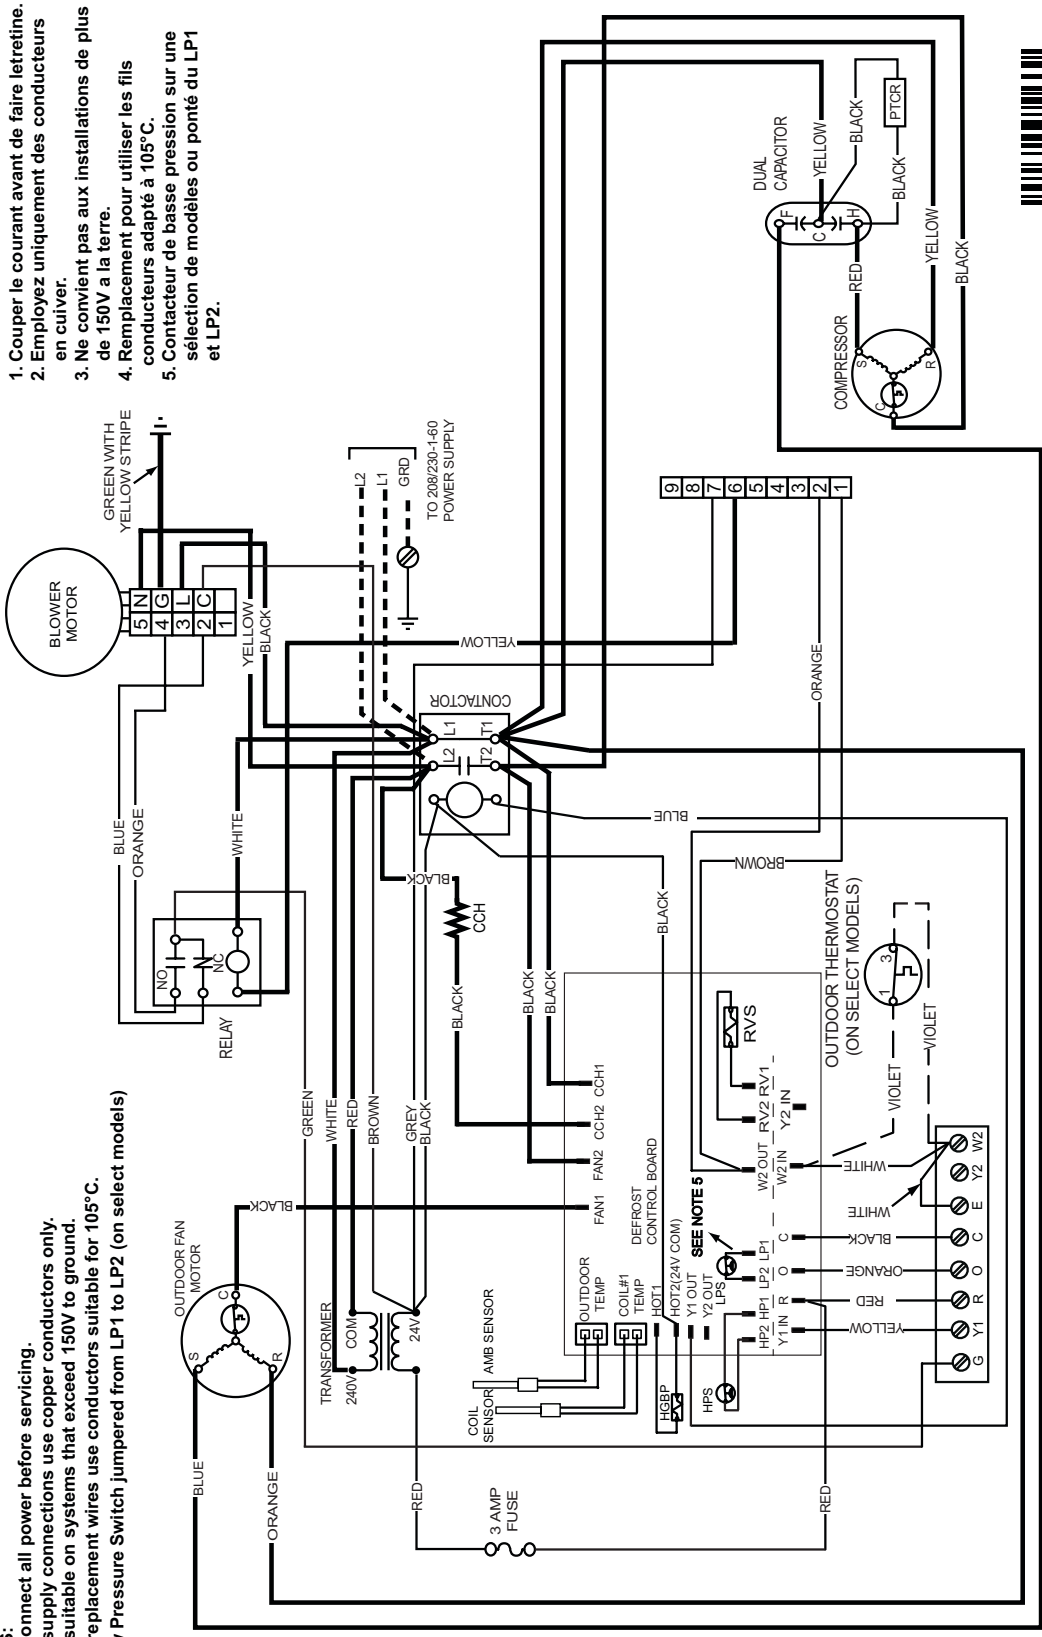 S:
onnect all power before servicing.
supply connections use copper conductors only.
suitable on systems that exceed 150V to ground.
replacement wires use conductors suitable for 105°C.
Pressure Switch jumpered from LP1 to LP2 (on select models)
1. Couper le courant avant de faire letretine.
2. Employez uniquement des conducteurs
en cuiver.
3. Ne convient pas aux installations de plus
de 150V a la terre.
4. Remplacement pour utiliser les fils
conducteurs adapté à 105°C.
5. Contacteur de basse pression sur une
sélection de modèles ou ponté du LP1
et LP2.
BLOWER
MOTOR
5 N
4 G
3 L
2 C
1
GREEN WITH
YELLOW STRIPE
BLUE
ORANGE
YELLOW
BLACK
WHITE
RELAY
NO
NC
L2
L1
GRD
TO 208/230-1-60
POWER SUPPLY
CONTACTOR
L2
L1
T2
T1
YELLOW
BLUE
BLACK
BLACK
CCH
BLACK
BLACK
BLACK
GREEN
WHITE
RED
BROWN
GREY
BLACK
OUTDOOR FAN
MOTOR
S
C
R
BLACK
BLUE
ORANGE
TRANSFORMER
240V
COM
24V
RED
3 AMP
FUSE
RED
COIL
SENSOR
AMB SENSOR
OUTDOOR
TEMP
COIL#1
TEMP
HOT1
HOT2(24V COM)
Y1 OUT
Y2 OUT
HGBP
HPS
LPS
SEE NOTE 5
DEFROST
CONTROL BOARD
FAN1
FAN2
CCH2
CCH1
HP2
HP1
LP2
LP1
Y1 IN
R
O
C
W2 OUT
W2 IN
RV2
RV1
Y2 IN
RVS
BLACK
BROWN
ORANGE
OUTDOOR THERMOSTAT
(ON SELECT MODELS)
1
3
VIOLET
VIOLET
YELLOW
RED
ORANGE
BLACK
WHITE
WHITE
G
Y1
R
O
C
E
Y2
W2
9
8
7
6
5
4
3
2
1
COMPRESSOR
S
C
R
RED
DUAL
CAPACITOR
F
C
H
YELLOW
BLACK
PTCR
BLACK
YELLOW
BLACK